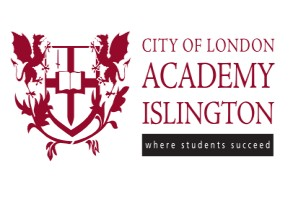 CITY OF LONDON
ACADEMY
ISLINGTON
where students succeed